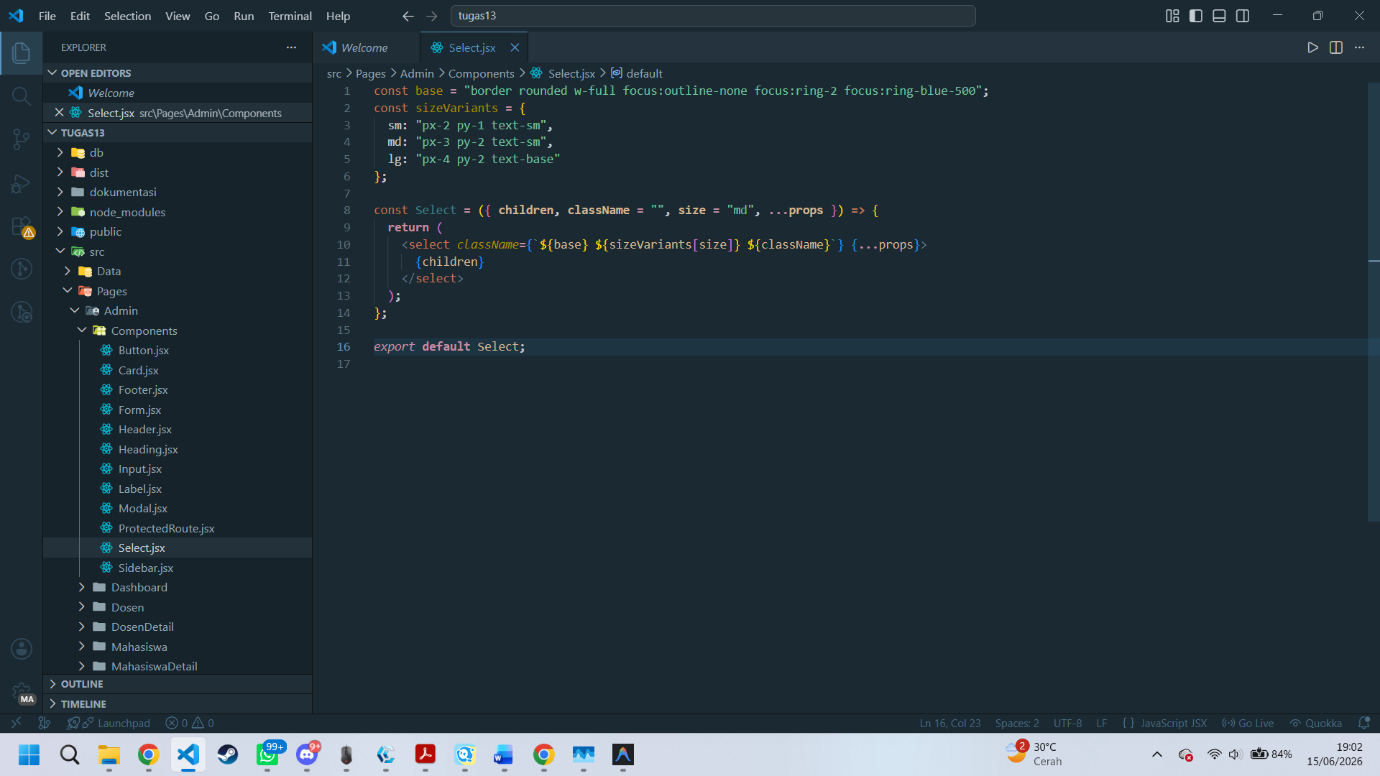 File Edit Selection View Go Run Terminal Help
tugas13
EXPLORER
OPEN EDITORS
Welcome
Select.jsx src\Pages\Admin\Components
TUGAS13
db
dist
dokumentasi
node_modules
public
src
Data
Pages
Admin
Components
Button.jsx
Card.jsx
Footer.jsx
Form.jsx
Header.jsx
Heading.jsx
Input.jsx
Label.jsx
Modal.jsx
ProtectedRoute.jsx
Select.jsx
Sidebar.jsx
Dashboard
Dosen
DosenDetail
Mahasiswa
MahasiswaDetail
OUTLINE
TIMELINE
MA
Welcome
Select.jsx
src > Pages > Admin > Components > Select.jsx > default
1 const base = "border rounded w-full focus:outline-none focus:ring-2 focus:ring-blue-500";
2 const sizeVariants = {
3   sm: "px-2 py-1 text-sm",
4   md: "px-3 py-2 text-sm",
5   lg: "px-4 py-2 text-base"
6 };
7
8 const Select = ({ children, className = "", size = "md", ...props }) => {
9   return (
10     <select className={`${base} ${sizeVariants[size]} ${className}`} {...props}>
11       {children}
12     </select>
13   );
14 };
15
16 export default Select;
17
Launchpad 0 0
Ln 16, Col 23 Spaces: 2 UTF-8 LF { } JavaScript JSX Go Live Quokka
99+
9+
2
30°C
Cerah
84%
19:02
15/06/2026